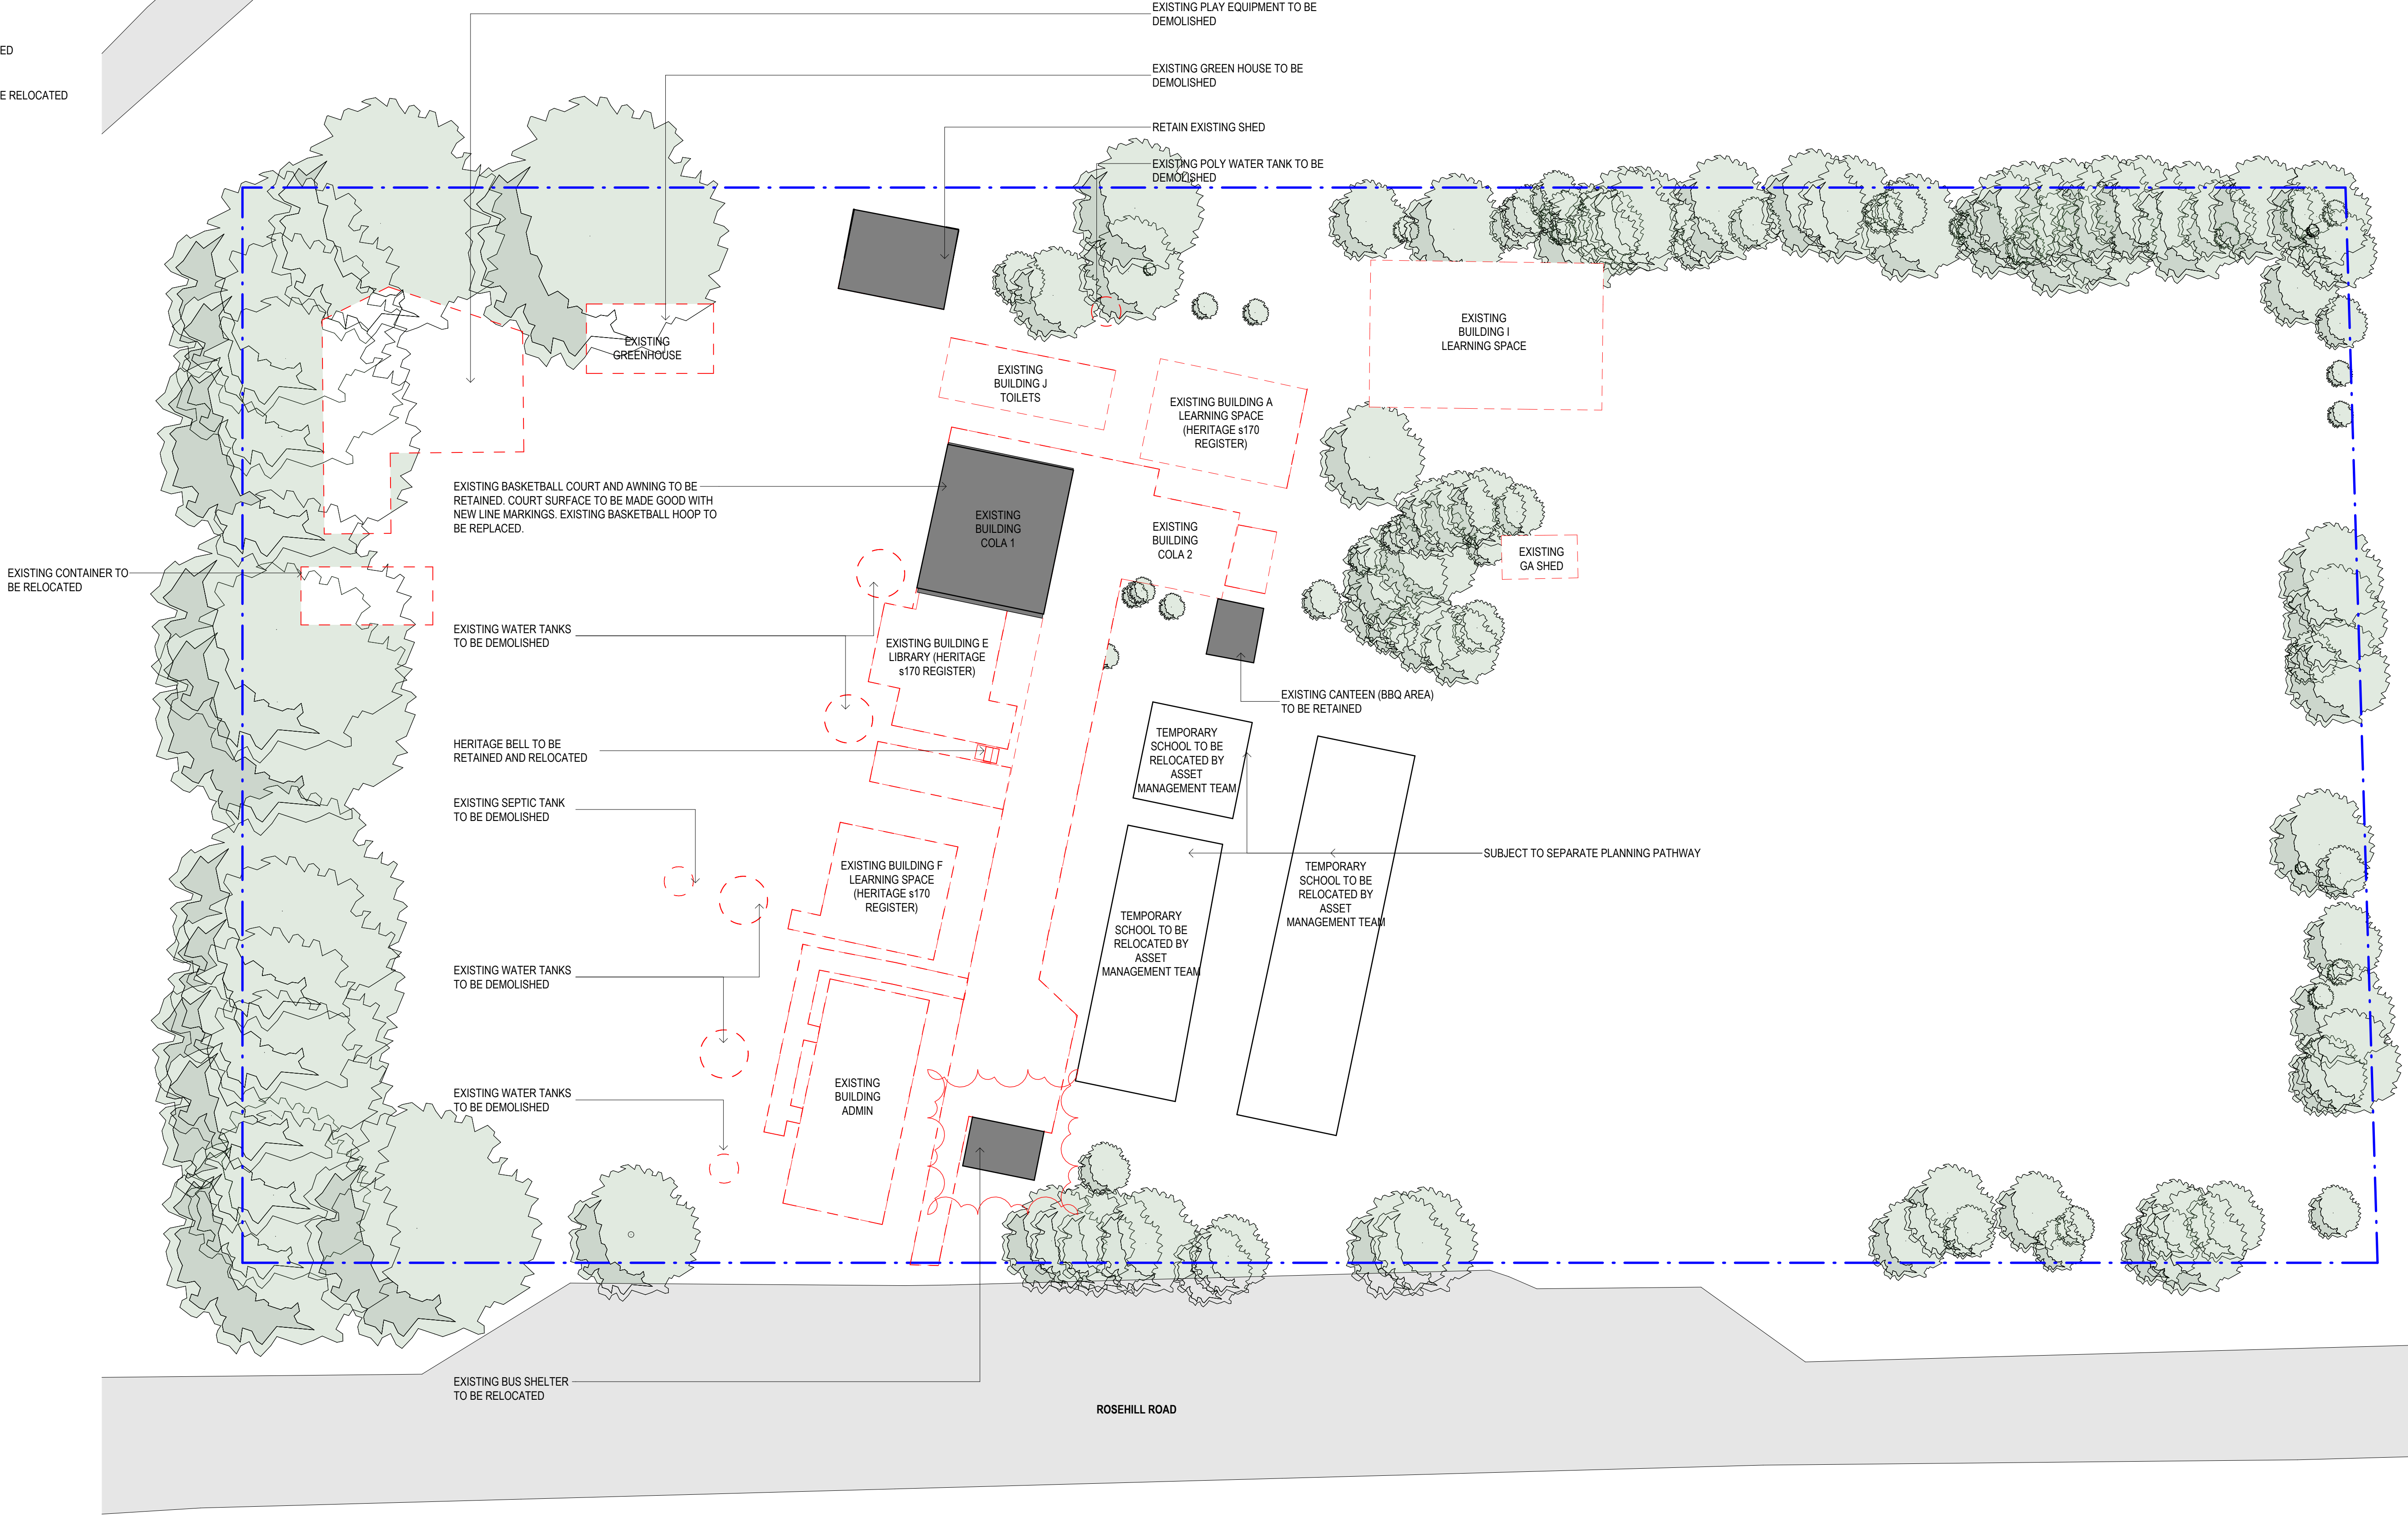 EXISTING PLAY EQUIPMENT TO BE
DEMOLISHED
ED
EXISTING GREEN HOUSE TO BE
DEMOLISHED
E RELOCATED
RETAIN EXISTING SHED
EXISTING POLY WATER TANK TO BE
DEMOLISHED
EXISTING
GREENHOUSE
EXISTING
BUILDING I
LEARNING SPACE
EXISTING
BUILDING J
TOILETS
EXISTING BUILDING A
LEARNING SPACE
(HERITAGE s170
REGISTER)
EXISTING BASKETBALL COURT AND AWNING TO BE
RETAINED. COURT SURFACE TO BE MADE GOOD WITH
NEW LINE MARKINGS. EXISTING BASKETBALL HOOP TO
BE REPLACED.
EXISTING
BUILDING
COLA 1
EXISTING
BUILDING
COLA 2
EXISTING
GA SHED
EXISTING CONTAINER TO
BE RELOCATED
EXISTING WATER TANKS
TO BE DEMOLISHED
EXISTING BUILDING E
LIBRARY (HERITAGE
s170 REGISTER)
EXISTING CANTEEN (BBQ AREA)
TO BE RETAINED
HERITAGE BELL TO BE
RETAINED AND RELOCATED
TEMPORARY
SCHOOL TO BE
RELOCATED BY
ASSET
MANAGEMENT TEAM
EXISTING SEPTIC TANK
TO BE DEMOLISHED
SUBJECT TO SEPARATE PLANNING PATHWAY
EXISTING BUILDING F
LEARNING SPACE
(HERITAGE s170
REGISTER)
TEMPORARY
SCHOOL TO BE
RELOCATED BY
ASSET
MANAGEMENT TEAM
TEMPORARY
SCHOOL TO BE
RELOCATED BY
ASSET
MANAGEMENT TEAM
EXISTING WATER TANKS
TO BE DEMOLISHED
EXISTING
BUILDING
ADMIN
EXISTING WATER TANKS
TO BE DEMOLISHED
EXISTING BUS SHELTER
TO BE RELOCATED
ROSEHILL ROAD